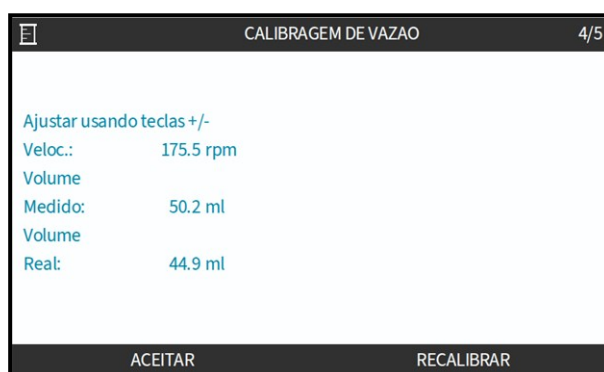 CALIBRAGEM DE VAZAO 4/5
Ajustar usando teclas +/-
Veloc.: 175.5 rpm
Volume
Medido: 50.2 ml
Volume
Real: 44.9 ml
ACEITAR RECALIBRAR